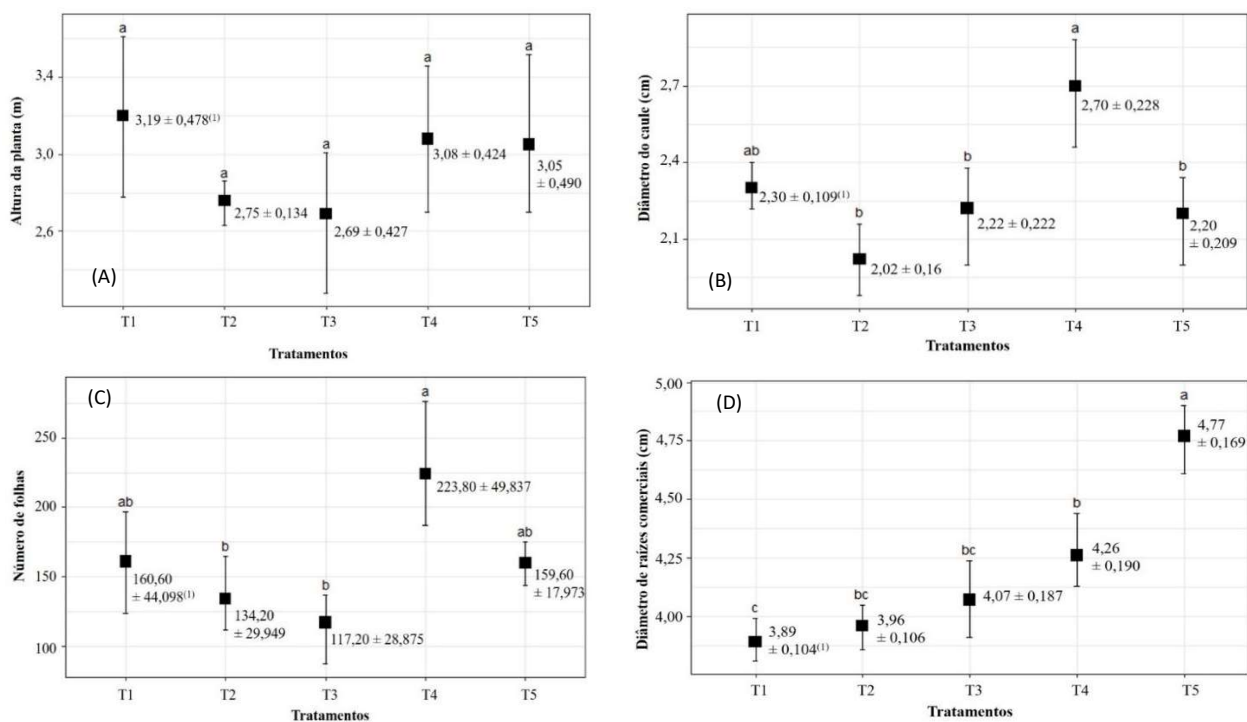 (A)
Altura da planta (m)
3,4
3,0
2,6
a
a
a
a
a
3,19 ± 0,478⁽¹⁾
2,75 ± 0,134
2,69 ± 0,427
3,08 ± 0,424
3,05
± 0,490
T1
T2
T3
T4
T5
Tratamentos
(B)
Diâmetro do caule (cm)
2,7
2,4
2,1
ab
b
b
a
b
2,30 ± 0,109⁽¹⁾
2,02 ± 0,16
2,22 ± 0,222
2,70 ± 0,228
2,20
± 0,209
T1
T2
T3
T4
T5
Tratamentos
(C)
Número de folhas
250
200
150
100
ab
b
b
a
ab
160,60
± 44,098⁽¹⁾
134,20
± 29,949
117,20 ± 28,875
223,80 ± 49,837
159,60
± 17,973
T1
T2
T3
T4
T5
Tratamentos
(D)
Diâmetro de raízes comerciais (cm)
5,00
4,75
4,50
4,25
4,00
c
bc
bc
b
a
3,89
± 0,104⁽¹⁾
3,96
± 0,106
4,07 ± 0,187
4,26
± 0,190
4,77
± 0,169
T1
T2
T3
T4
T5
Tratamentos